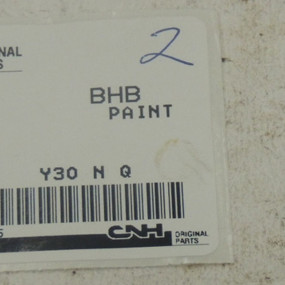 2
NAL
S
BHB
PAINT
Y30 N Q
S
CNH ORIGINAL
PARTS